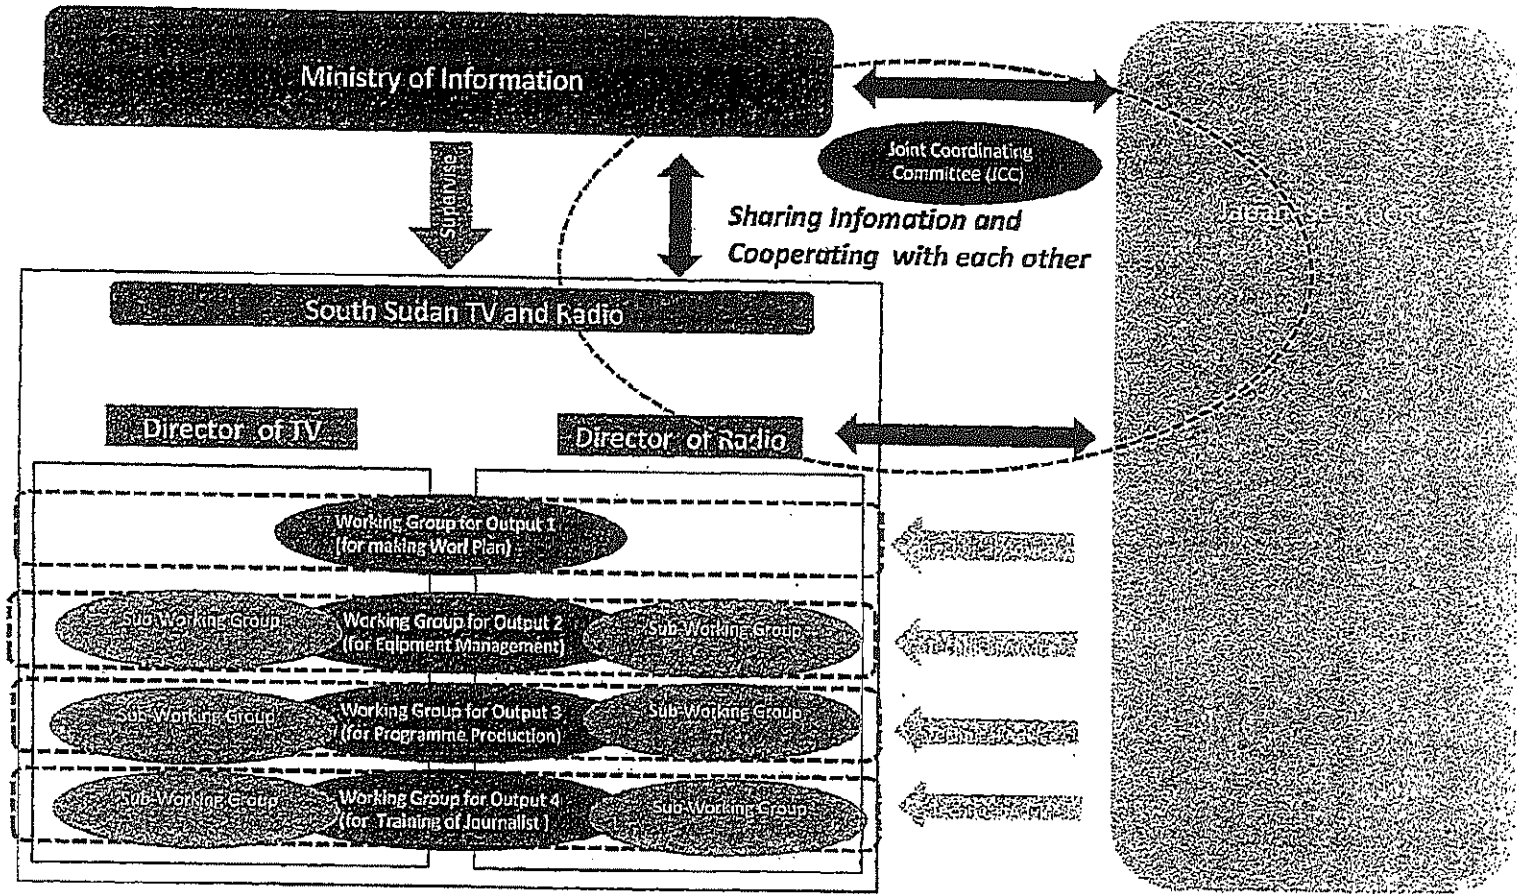 Ministry of Information
Joint Coordinating
Committee (JCC)
Supervise
Sharing Infomation and
Cooperating with each other
South Sudan TV and Radio
Director of TV
Director of Radio
Working Group for Output 1
(for making Worl Plan)
Sub-Working Group
Working Group for Output 2
(for Eqipment Management)
Sub-Working Group
Sub-Working Group
Working Group for Output 3
(for Programme Production)
Sub-Working Group
Sub-Working Group
Working Group for Output 4
(for Training of Journalist )
Sub-Working Group